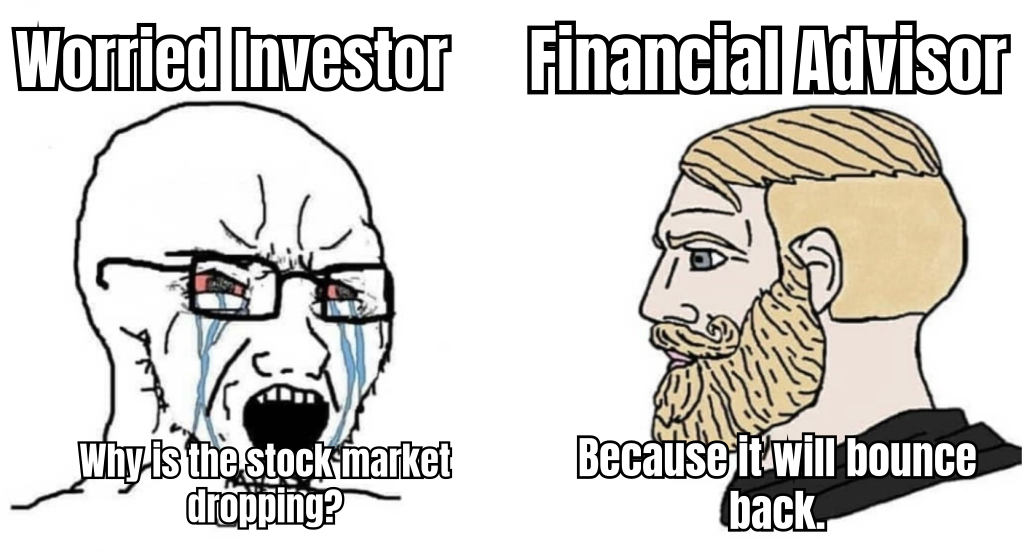 Worried Investor
Financial Advisor
Why is the stock market
dropping?
Because it will bounce
back.